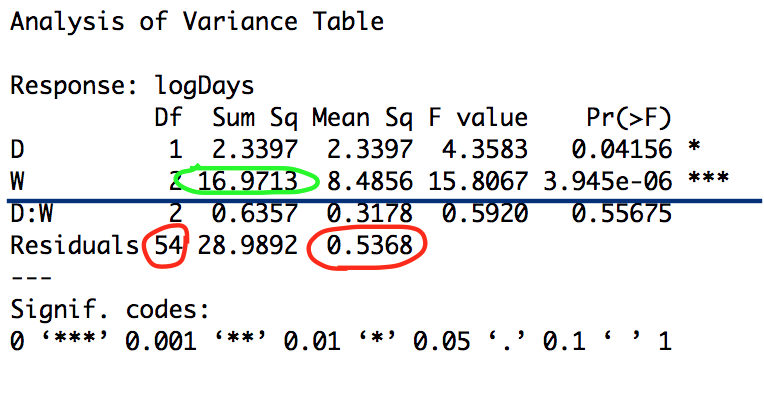 Analysis of Variance Table
Response: logDays
Df Sum Sq Mean Sq F value Pr(>F)
D 1 2.3397 2.3397 4.3583 0.04156 *
W 2 16.9713 8.4856 15.8067 3.945e-06 ***
D:W 2 0.6357 0.3178 0.5920 0.55675
Residuals 54 28.9892 0.5368
---
Signif. codes:
0 ‘***’ 0.001 ‘**’ 0.01 ‘*’ 0.05 ‘.’ 0.1 ‘ ’ 1